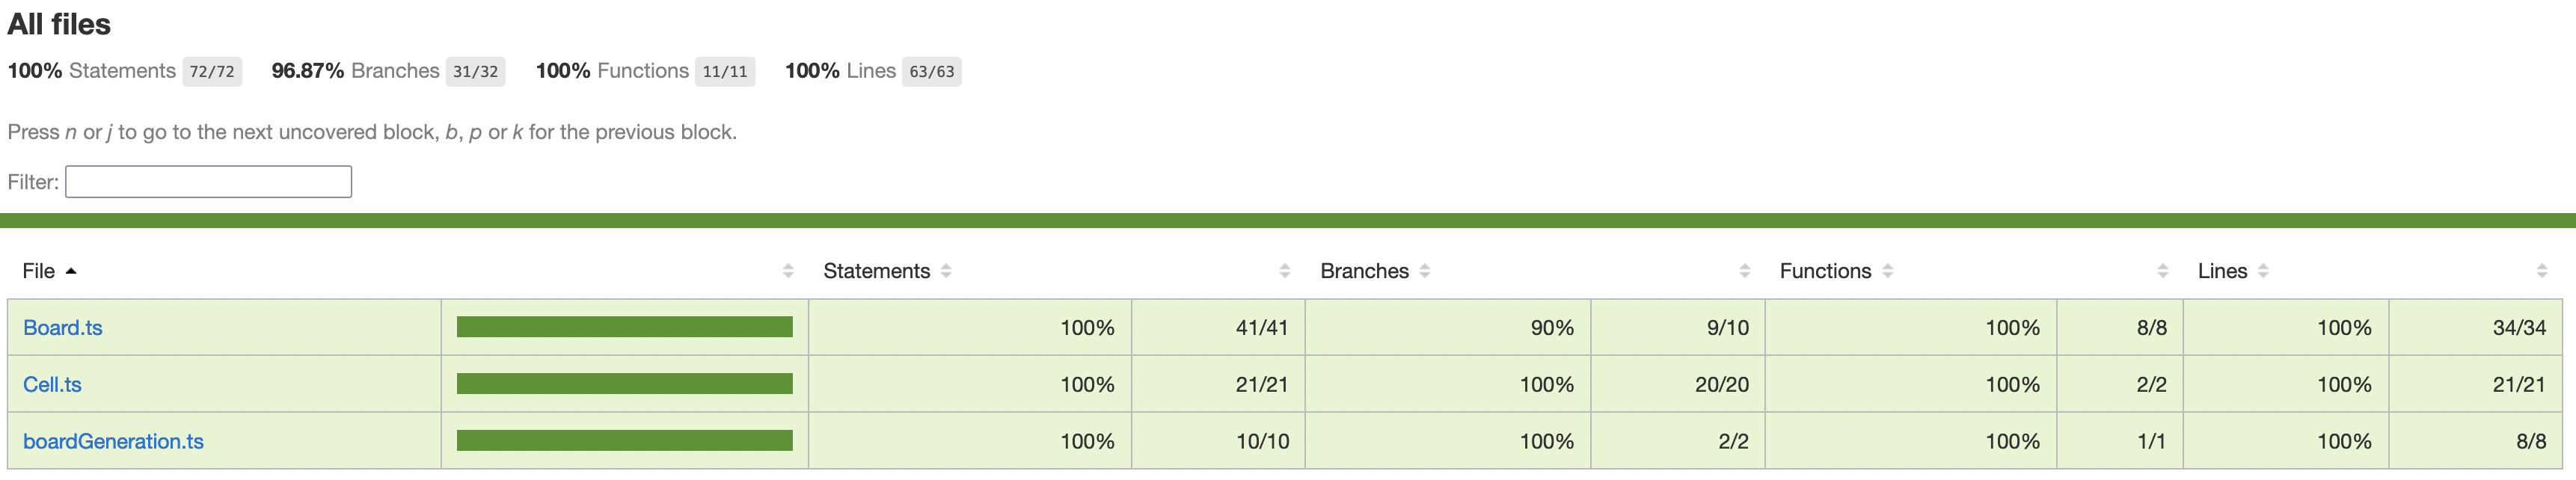 All files
100% Statements 72/72 96.87% Branches 31/32 100% Functions 11/11 100% Lines 63/63
Press n or j to go to the next uncovered block, b, p or k for the previous block.
Filter:
File Statements Branches Functions Lines
Board.ts 100% 41/41 90% 9/10 100% 8/8 100% 34/34
Cell.ts 100% 21/21 100% 20/20 100% 2/2 100% 21/21
boardGeneration.ts 100% 10/10 100% 2/2 100% 1/1 100% 8/8